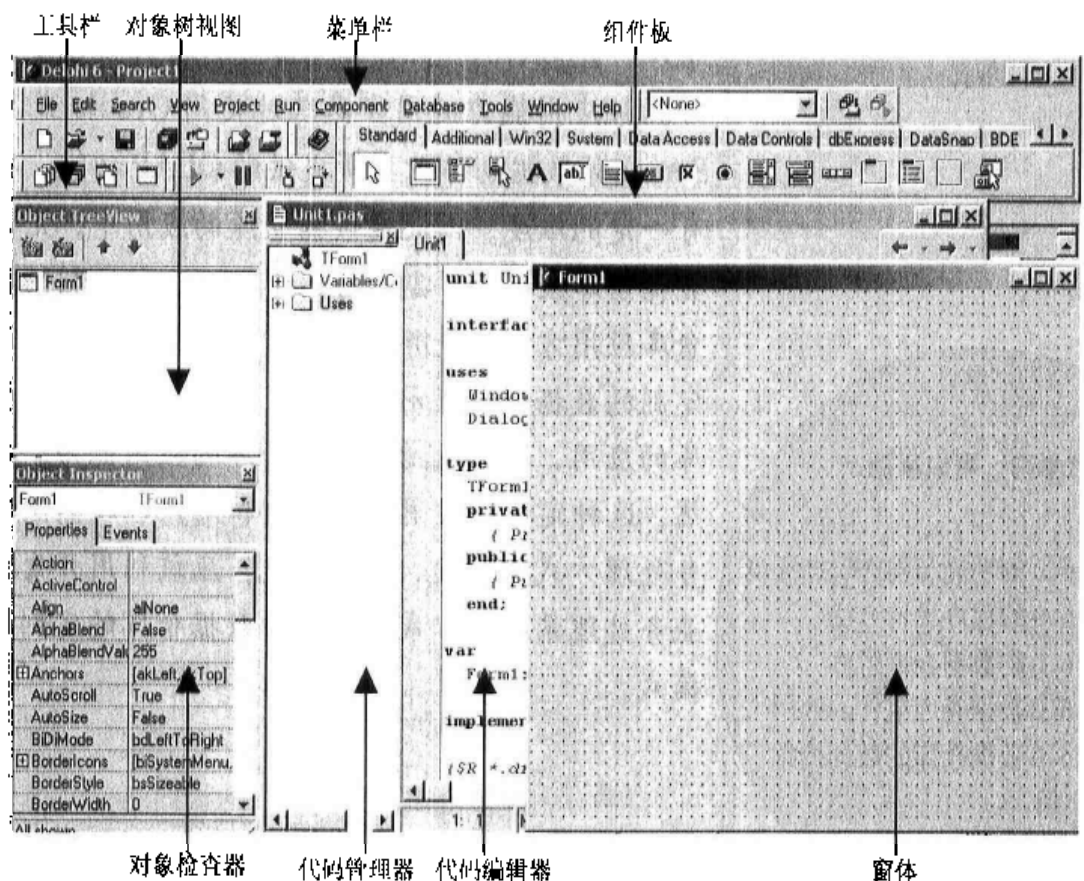 工具栏 对象树视图 菜单栏 组件板
Delphi 6 - Project1
File Edit Search View Project Run Component Database Tools Window Help <None>
Standard Additional Win32 System Data Access Data Controls dbExpress DataSnap BDE
Object TreeView
Form1
Unit1.pas
TForm1
Variables/C
Uses
Unit1
unit Uni
interfac
uses
Window
Dialog
type
TForm1
privat
{ Pr
public
{ Pu
end;
var
Form1:
implemen
{$R *.df
1: 1
Form1
Object Inspector
Form1 TForm1
Properties Events
Action
ActiveControl
Align alNone
AlphaBlend False
AlphaBlendVal 255
Anchors [akLeft,akTop]
AutoScroll True
AutoSize False
BiDiMode bdLeftToRight
BorderIcons [biSystemMenu,
BorderStyle bsSizeable
BorderWidth 0
All shown
对象检查器 代码管理器 代码编辑器 窗体